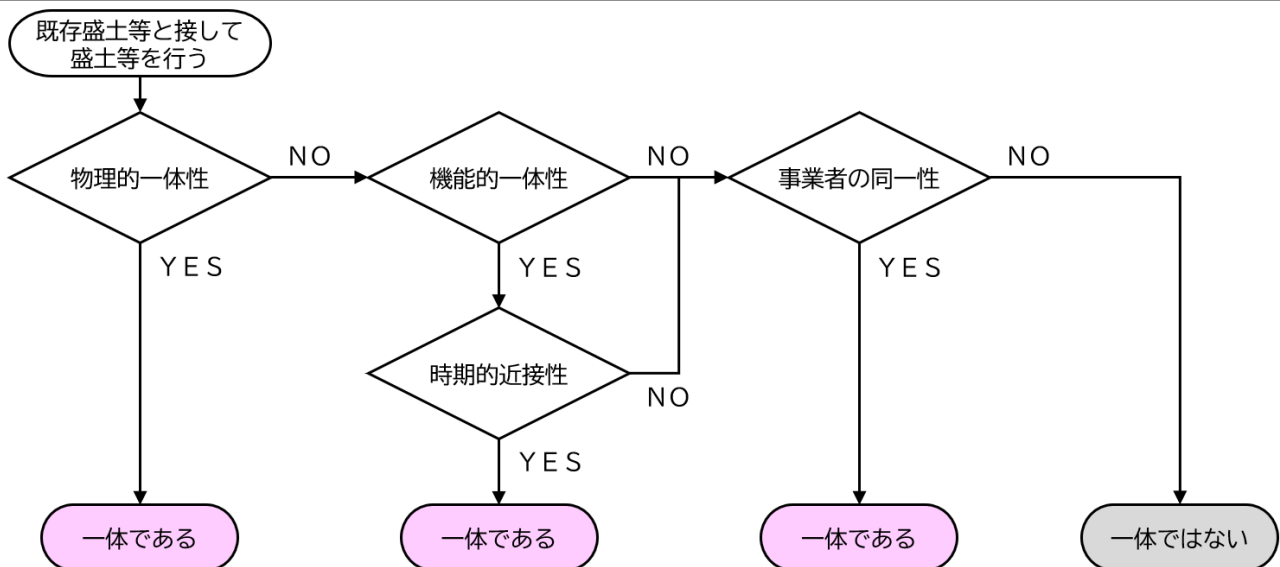 既存盛土等と接して
盛土等を行う
物理的一体性
NO
機能的一体性
NO
事業者の同一性
NO
YES
YES
YES
時期的近接性
NO
YES
一体である
一体である
一体である
一体ではない